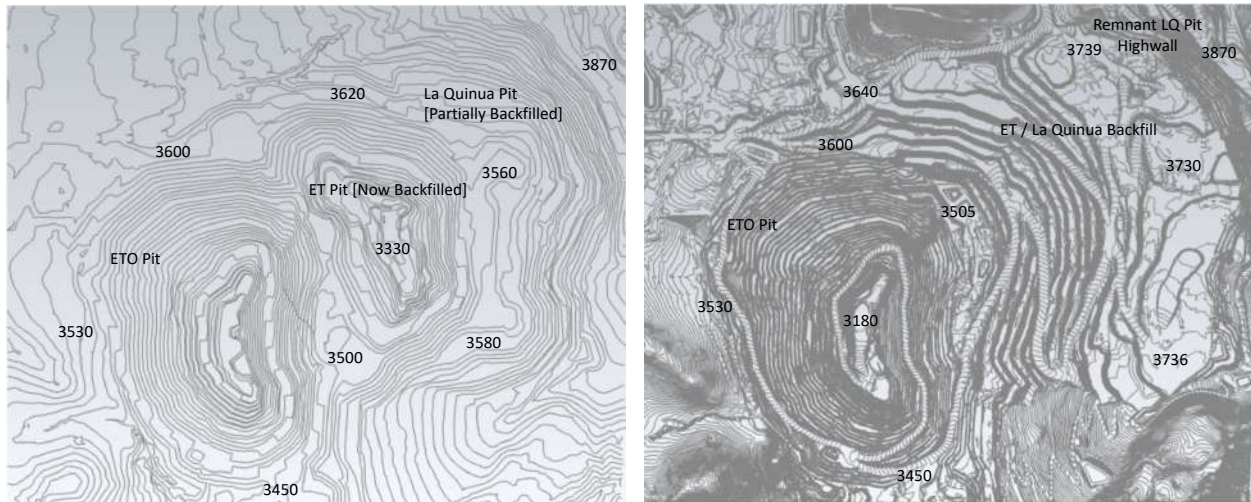 3870
3620
La Quinua Pit
[Partially Backfilled]
3600
3560
ET Pit [Now Backfilled]
3330
ETO Pit
3530
3500
3580
3450
Remnant LQ Pit
Highwall
3739
3870
3640
ET / La Quinua Backfill
3600
3730
3505
ETO Pit
3530
3180
3736
3450